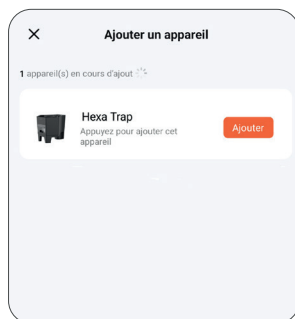 Ajouter un appareil
1 appareil(s) en cours d'ajout
Hexa Trap
Appuyez pour ajouter cet
appareil
Ajouter